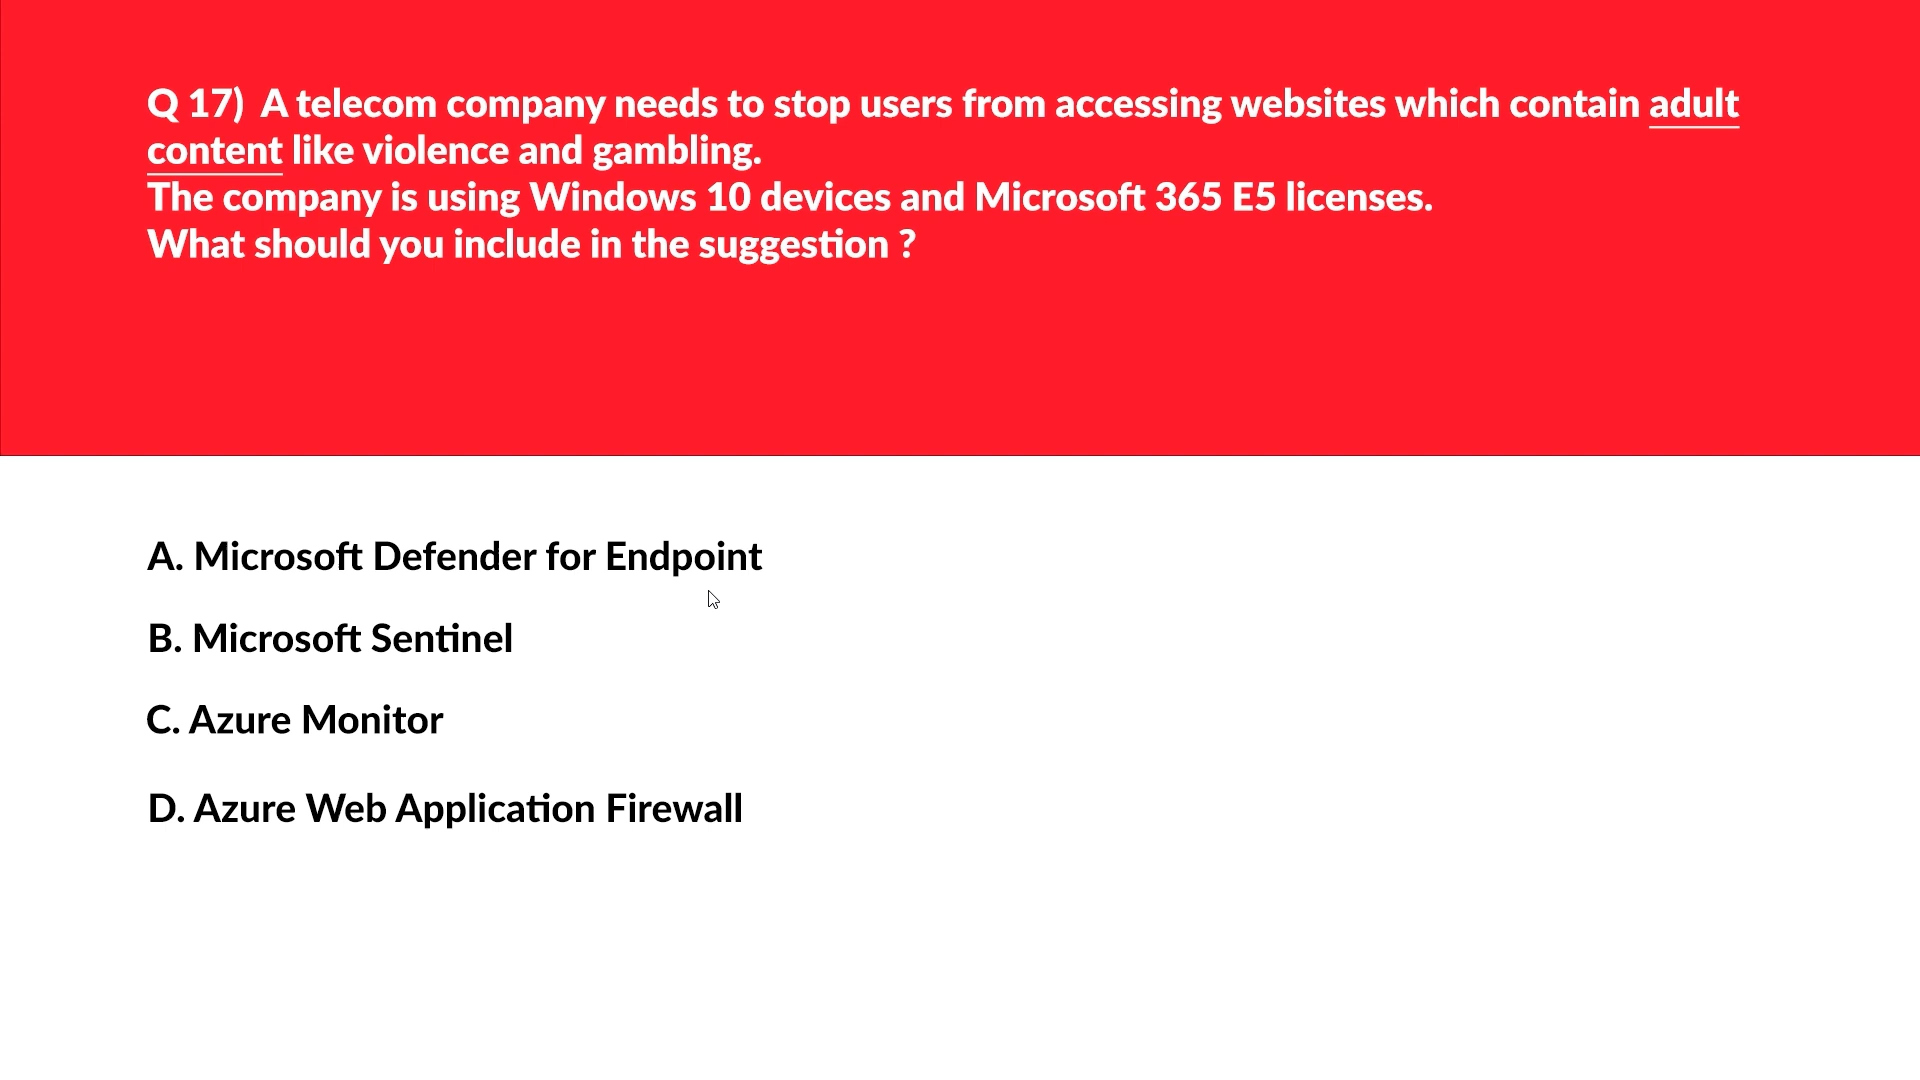 Q 17) A telecom company needs to stop users from accessing websites which contain adult
content like violence and gambling.
The company is using Windows 10 devices and Microsoft 365 E5 licenses.
What should you include in the suggestion ?
A. Microsoft Defender for Endpoint
B. Microsoft Sentinel
C. Azure Monitor
D. Azure Web Application Firewall